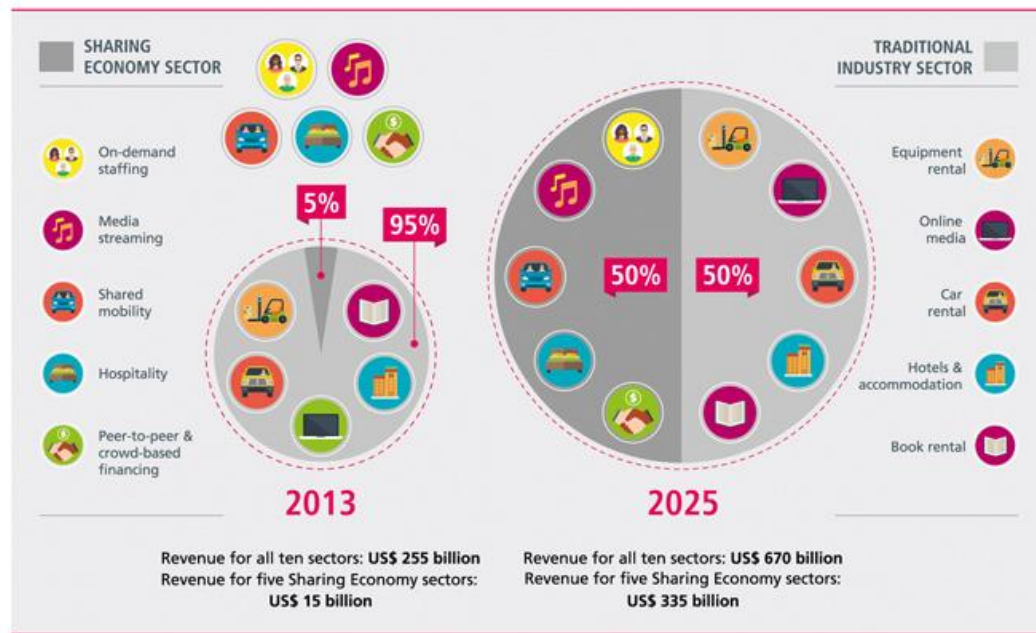 SHARING
ECONOMY SECTOR
TRADITIONAL
INDUSTRY SECTOR
On-demand
staffing
Media
streaming
Shared
mobility
Hospitality
Peer-to-peer &
crowd-based
financing
$
$
5%
95%
50%
50%
$
Equipment
rental
Online
media
Car
rental
Hotels &
accommodation
Book rental
2013
2025
Revenue for all ten sectors: US$ 255 billion
Revenue for five Sharing Economy sectors:
US$ 15 billion
Revenue for all ten sectors: US$ 670 billion
Revenue for five Sharing Economy sectors:
US$ 335 billion